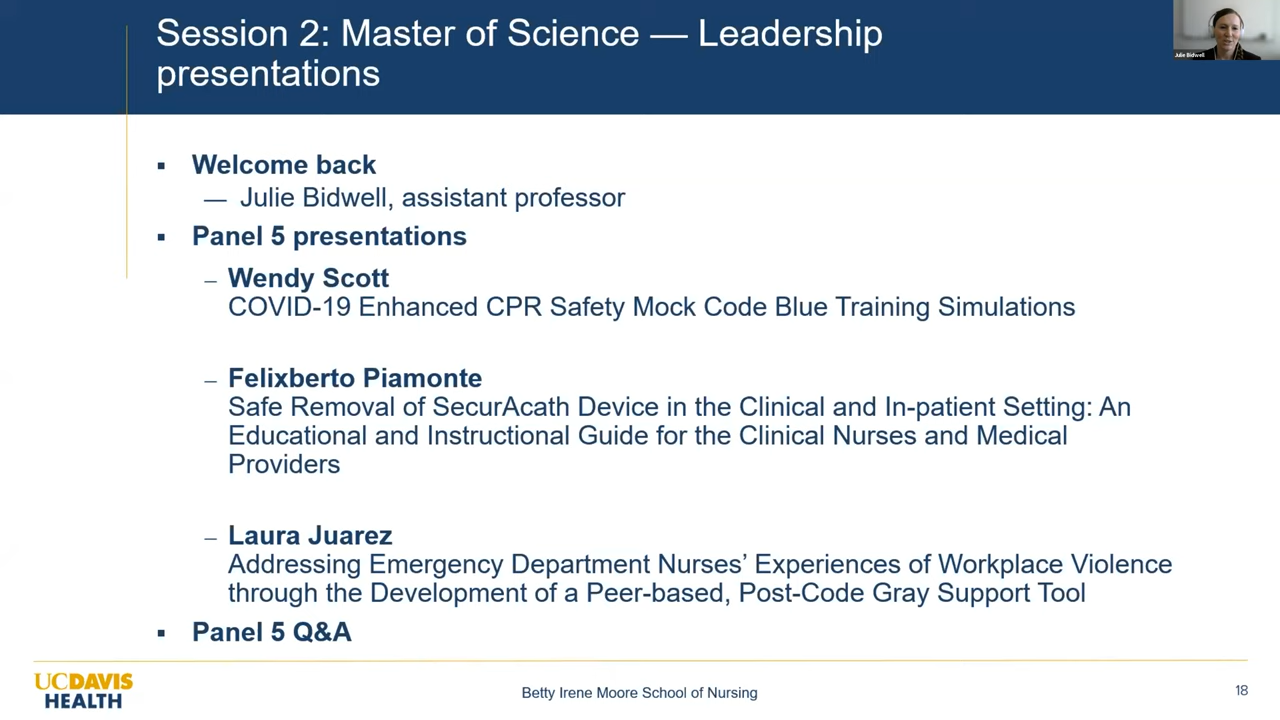 Session 2: Master of Science — Leadership
presentations
Julie Bidwell
▪ Welcome back
— Julie Bidwell, assistant professor
▪ Panel 5 presentations
– Wendy Scott
COVID-19 Enhanced CPR Safety Mock Code Blue Training Simulations
– Felixberto Piamonte
Safe Removal of SecurAcath Device in the Clinical and In-patient Setting: An
Educational and Instructional Guide for the Clinical Nurses and Medical
Providers
– Laura Juarez
Addressing Emergency Department Nurses’ Experiences of Workplace Violence
through the Development of a Peer-based, Post-Code Gray Support Tool
▪ Panel 5 Q&A
UCDAVIS
HEALTH
Betty Irene Moore School of Nursing
18